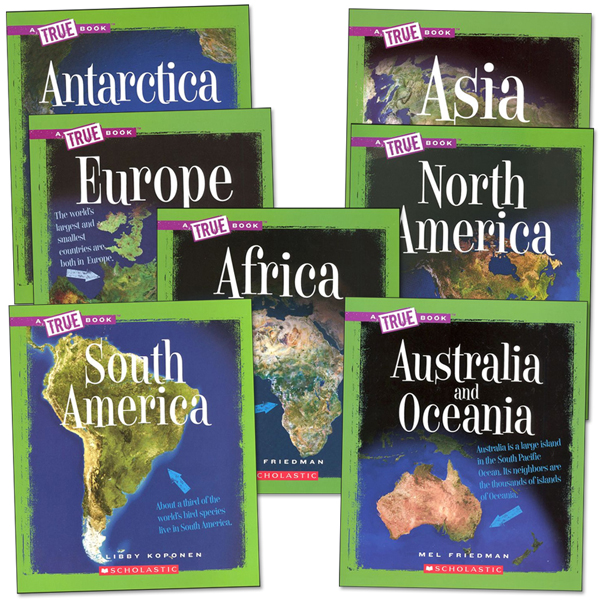 A TRUE BOOK
Antarctica
A TRUE BOOK
Asia
A TRUE BOOK
Europe
The world's
largest and
smallest
countries are
both in Europe.
A TRUE BOOK
North
America
A TRUE BOOK
Africa
FRIEDMAN
SCHOLASTIC
A TRUE BOOK
South
America
About a third of the
world's bird species
live in South America.
LIBBY KOPONEN
SCHOLASTIC
A TRUE BOOK
Australia
and
Oceania
Australia is a large island
in the South Pacific
Ocean. Its neighbors are
the thousands of islands
of Oceania.
MEL FRIEDMAN
SCHOLASTIC